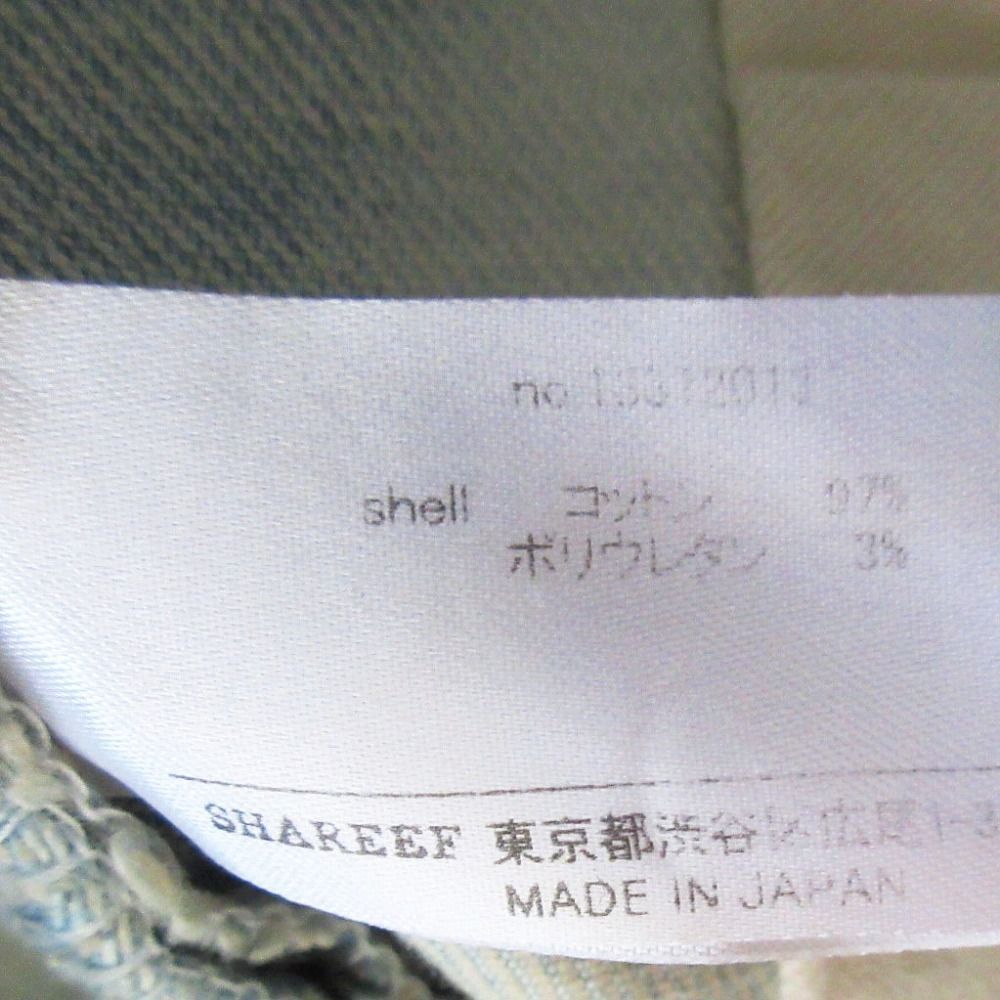 no
shell コットン 97%
ポリウレタン 3%
SHAREEF 東京都渋谷区広尾1-3
MADE IN JAPAN